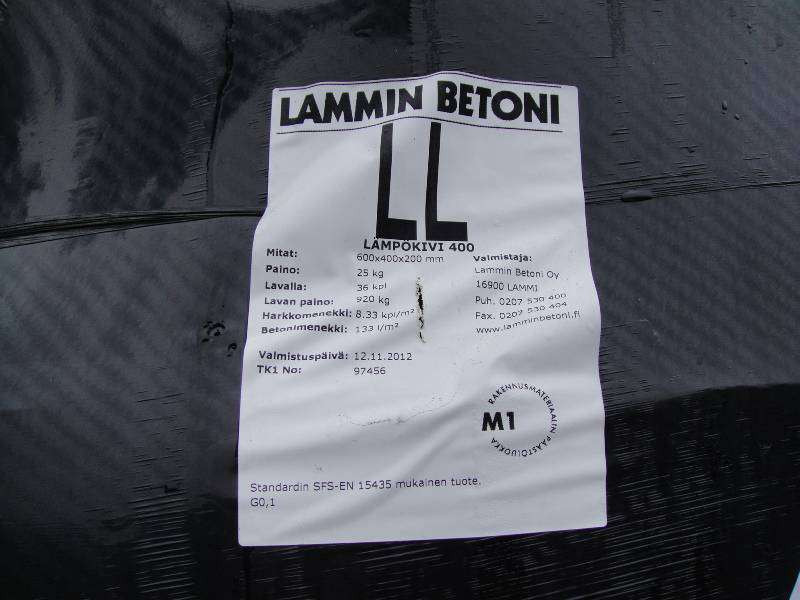 LAMMIN BETONI
LL
LÄMPÖKIVI 400
Mitat: 600x400x200 mm
Paino: 25 kg
Lavalla: 36 kpl
Lavan paino: 920 kg
Harkkomenekki: 8.33 kpl/m²
Betonimenekki: 133 l/m²
Valmistaja:
Lammin Betoni Oy
16900 LAMMI
Puh. 0207 530 400
Fax. 0207 530 404
www.lamminbetoni.fi
Valmistuspäivä: 12.11.2012
TK1 No: 97456
RAKENNUSMATERIAALIN PÄÄSTÖLUOKKA
M1
Standardin SFS-EN 15435 mukainen tuote.
G0,1